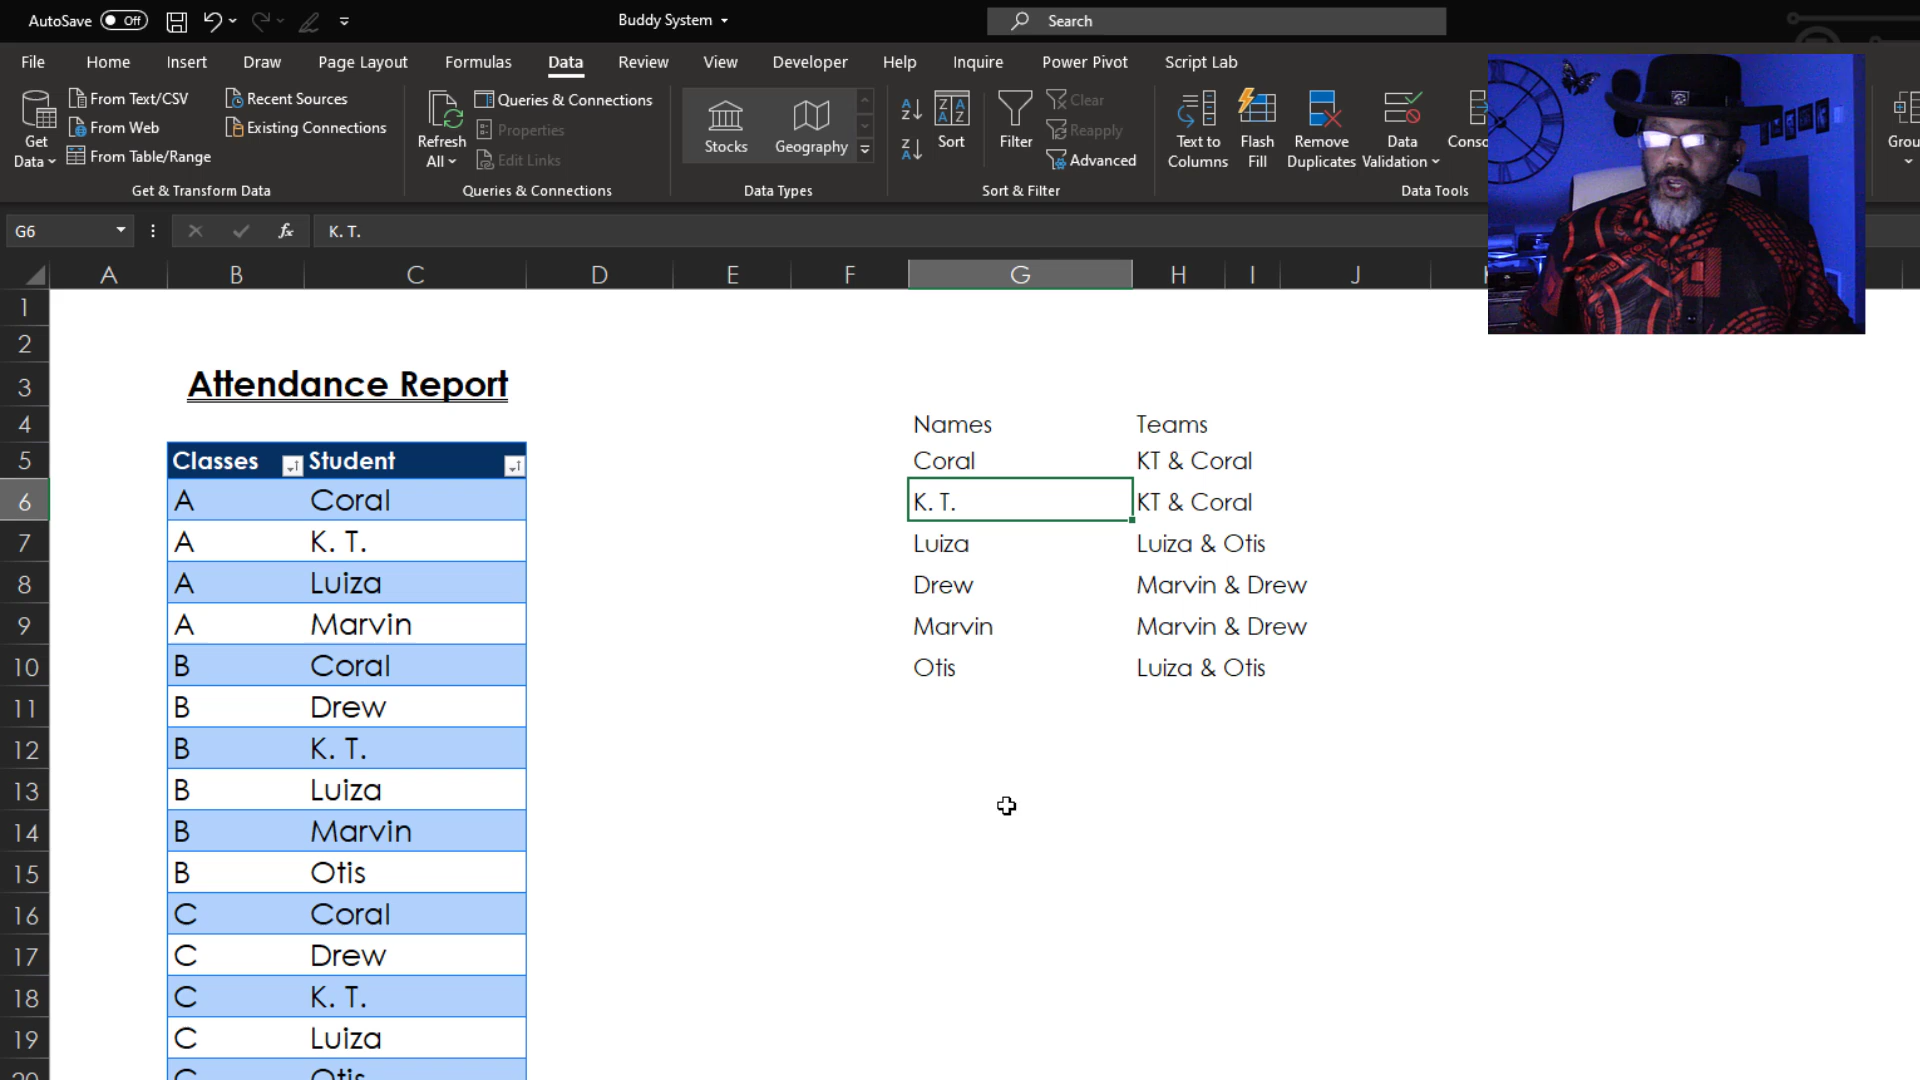 AutoSave Off
Buddy System
Search
File Home Insert Draw Page Layout Formulas Data Review View Developer Help Inquire Power Pivot Script Lab
Get Data
From Text/CSV
From Web
From Table/Range
Recent Sources
Existing Connections
Get & Transform Data
Refresh All
Queries & Connections
Properties
Edit Links
Queries & Connections
Stocks
Geography
Data Types
Sort
Filter
Clear
Reapply
Advanced
Sort & Filter
Text to Columns
Flash Fill
Remove Duplicates
Data Validation
Conso
Data Tools
Grou
G6
fx
K. T.
A B C D E F G H I J
1
2
3 Attendance Report
4 Names Teams
5 Classes Student Coral KT & Coral
6 A Coral K. T. KT & Coral
7 A K. T. Luiza Luiza & Otis
8 A Luiza Drew Marvin & Drew
9 A Marvin Marvin Marvin & Drew
10 B Coral Otis Luiza & Otis
11 B Drew
12 B K. T.
13 B Luiza
14 B Marvin
15 B Otis
16 C Coral
17 C Drew
18 C K. T.
19 C Luiza
20 C Otis